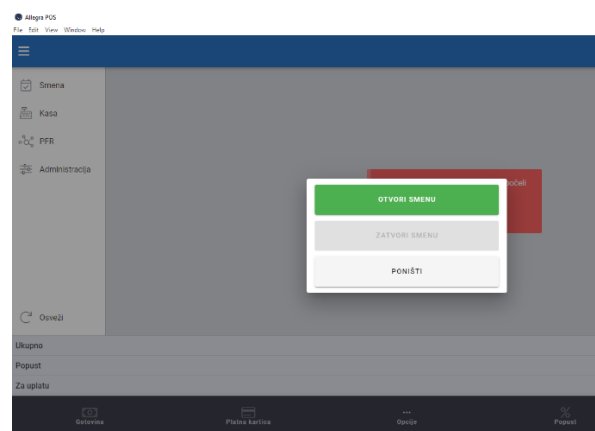 Allegra POS
File Edit View Window Help
Smena
Kasa
PFR
Administracija
počeli
OTVORI SMENU
ZATVORI SMENU
PONIŠTI
Osveži
Ukupno
Popust
Za uplatu
Gotovina
Platna kartica
Opcije
Popust